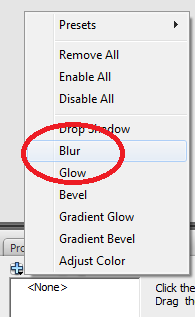 Presets
Remove All
Enable All
Disable All
Drop Shadow
Blur
Glow
Bevel
Gradient Glow
Gradient Bevel
Adjust Color
<None>
Click the
Drag the